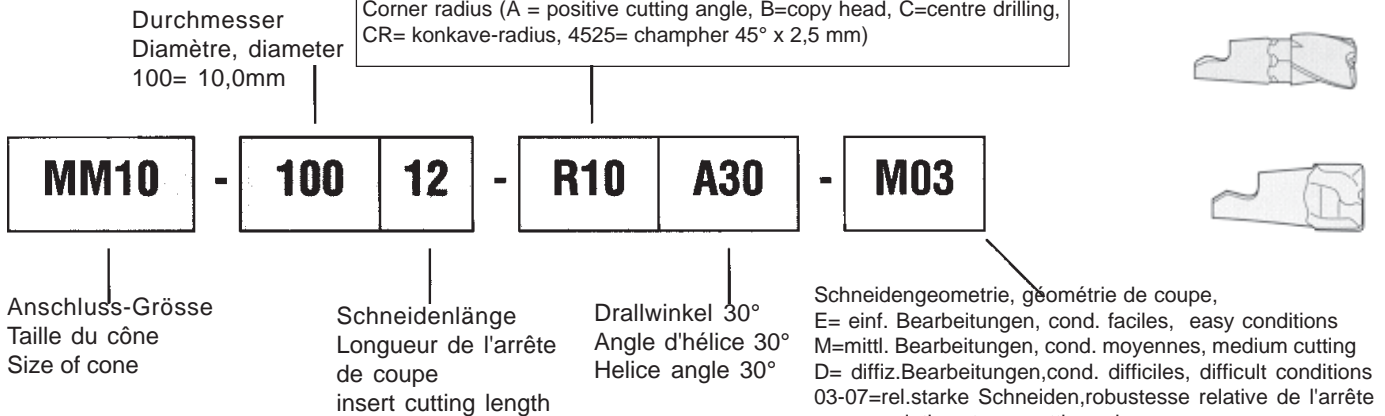 Durchmesser
Diamètre, diameter
100= 10,0mm
Corner radius (A = positive cutting angle, B=copy head, C=centre drilling,
CR= konkave-radius, 4525= champher 45° x 2,5 mm)
MM10 - 100 12 - R10 A30 - M03
Anschluss-Grösse
Taille du cône
Size of cone
Schneidenlänge
Longueur de l'arrête
de coupe
insert cutting length
Drallwinkel 30°
Angle d'hélice 30°
Helice angle 30°
Schneidengeometrie, géométrie de coupe,
E= einf. Bearbeitungen, cond. faciles, easy conditions
M=mittl. Bearbeitungen, cond. moyennes, medium cutting
D= diffiz.Bearbeitungen,cond. difficiles, difficult conditions
03-07=rel.starke Schneiden,robustesse relative de l'arrête